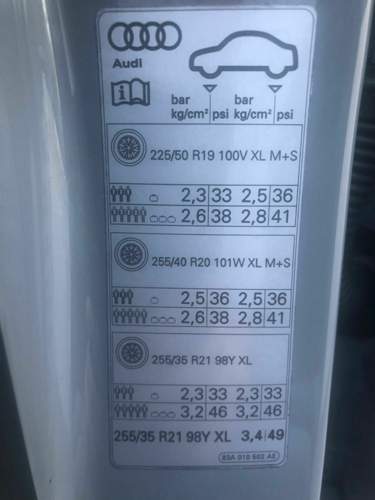 Audi
bar bar
kg/cm² psi kg/cm² psi
225/50 R19 100V XL M+S
2,3 33 2,5 36
2,6 38 2,8 41
255/40 R20 101W XL M+S
2,5 36 2,5 36
2,6 38 2,8 41
255/35 R21 98Y XL
2,3 33 2,3 33
3,2 46 3,2 46
255/35 R21 98Y XL 3,4 49